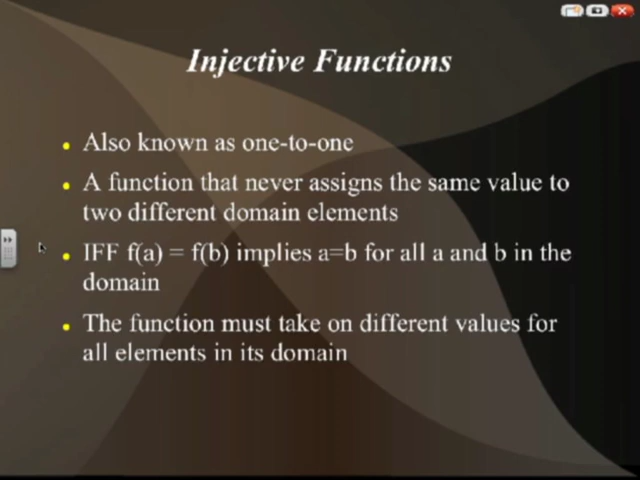 Injective Functions
Also known as one-to-one
A function that never assigns the same value to
two different domain elements
IFF f(a) = f(b) implies a=b for all a and b in the
domain
The function must take on different values for
all elements in its domain